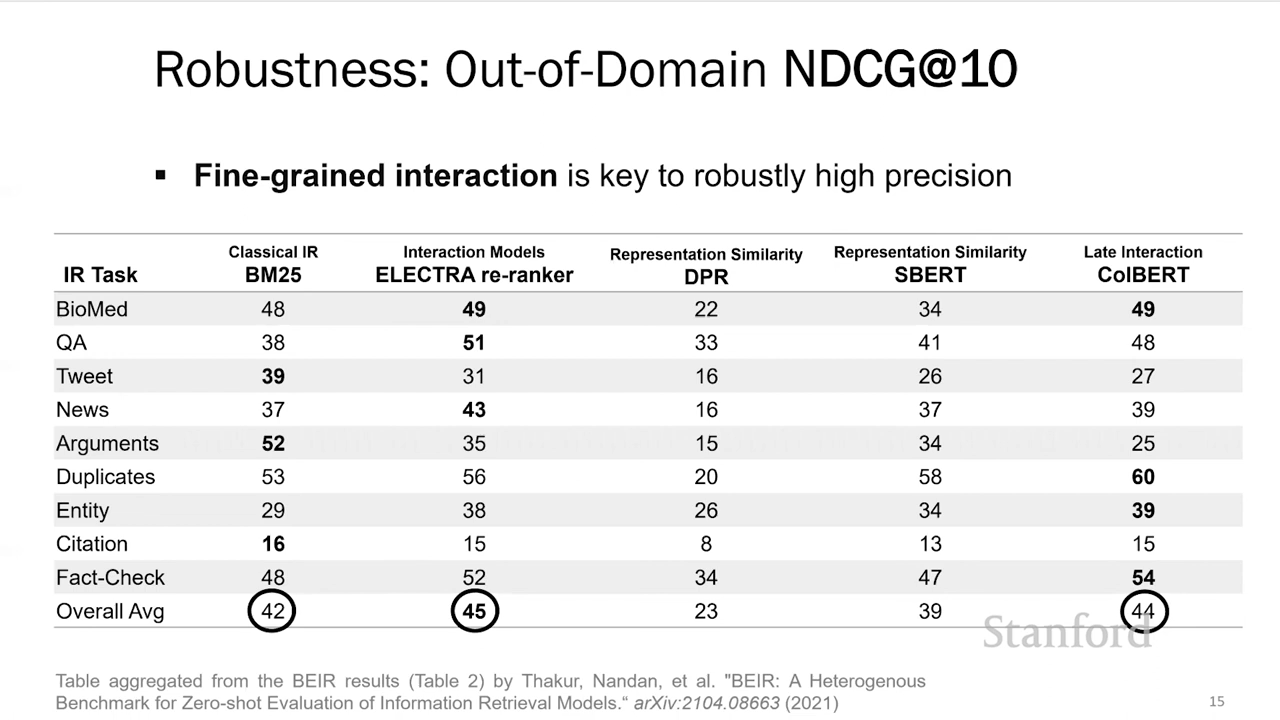 Robustness: Out-of-Domain NDCG@10
▪ Fine-grained interaction is key to robustly high precision
Classical IR Interaction Models Representation Similarity Representation Similarity Late Interaction
IR Task BM25 ELECTRA re-ranker DPR SBERT ColBERT
BioMed 48 49 22 34 49
QA 38 51 33 41 48
Tweet 39 31 16 26 27
News 37 43 16 37 39
Arguments 52 35 15 34 25
Duplicates 53 56 20 58 60
Entity 29 38 26 34 39
Citation 16 15 8 13 15
Fact-Check 48 52 34 47 54
Overall Avg 42 45 23 39 44
Stanford
Table aggregated from the BEIR results (Table 2) by Thakur, Nandan, et al. "BEIR: A Heterogenous
Benchmark for Zero-shot Evaluation of Information Retrieval Models.“ arXiv:2104.08663 (2021)
15